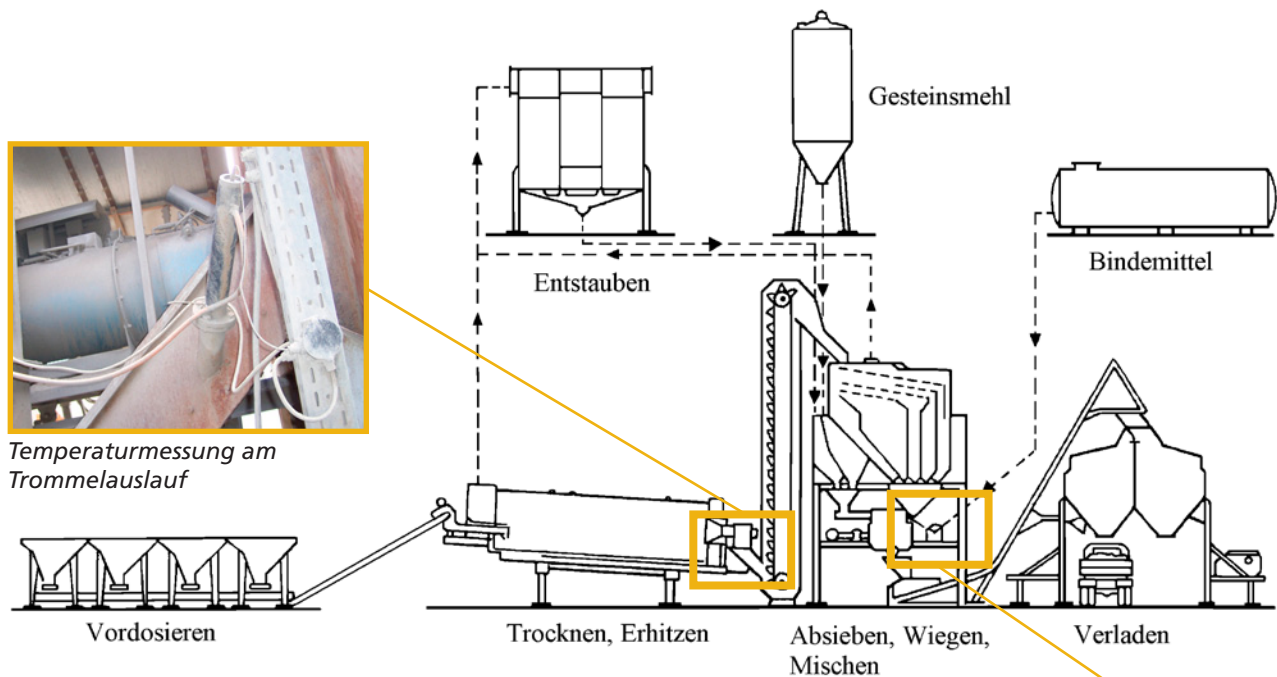 Gesteinsmehl
Entstauben
Bindemittel
Temperaturmessung am
Trommelauslauf
Vordosieren
Trocknen, Erhitzen
Absieben, Wiegen,
Mischen
Verladen